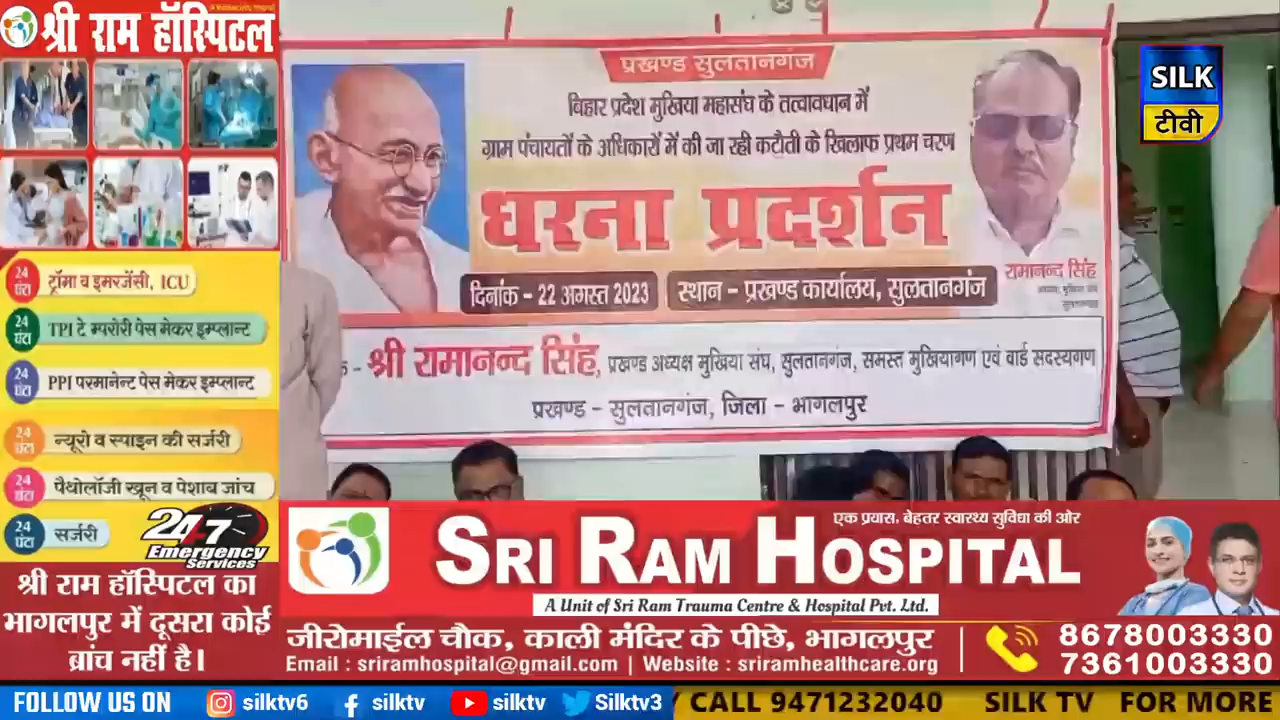 श्री राम हॉस्पिटल
24 घंटा ट्रॉमा व इमरजेंसी, ICU
24 घंटा TPI टेम्परोरी पेस मेकर इम्प्लान्ट
24 घंटा PPI परमानेन्ट पेस मेकर इम्प्लान्ट
24 घंटा न्यूरो व स्पाइन की सर्जरी
24 घंटा पैथोलॉजी खून व पेशाब जांच
24 घंटा सर्जरी
24x7
Emergency
Services
श्री राम हॉस्पिटल का
भागलपुर में दूसरा कोई
ब्रांच नहीं है।
प्रखण्ड सुलतानगंज
बिहार प्रदेश मुखिया महासंघ के तत्वावधान में
ग्राम पंचायतों के अधिकारों में की जा रही कटौती के खिलाफ प्रथम चरण
धरना प्रदर्शन
दिनांक - 22 अगस्त 2023
स्थान - प्रखण्ड कार्यालय, सुलतानगंज
रामानन्द सिंह
क - श्री रामानन्द सिंह, प्रखण्ड अध्यक्ष मुखिया संघ, सुलतानगंज, समस्त मुखियागण एवं वार्ड सदस्यगण
प्रखण्ड - सुलतानगंज, जिला - भागलपुर
SILK
टीवी
एक प्रयास, बेहतर स्वास्थ्य सुविधा की ओर
SRI RAM HOSPITAL
A Unit of Sri Ram Trauma Centre & Hospital Pvt. Ltd.
जीरोमाईल चौक, काली मंदिर के पीछे, भागलपुर
Email : sriramhospital@gmail.com | Website : sriramhealthcare.org
8678003330
7361003330
FOLLOW US ON silktv6 silktv silktv Silktv3 / CALL 9471232040 SILK TV FOR MORE